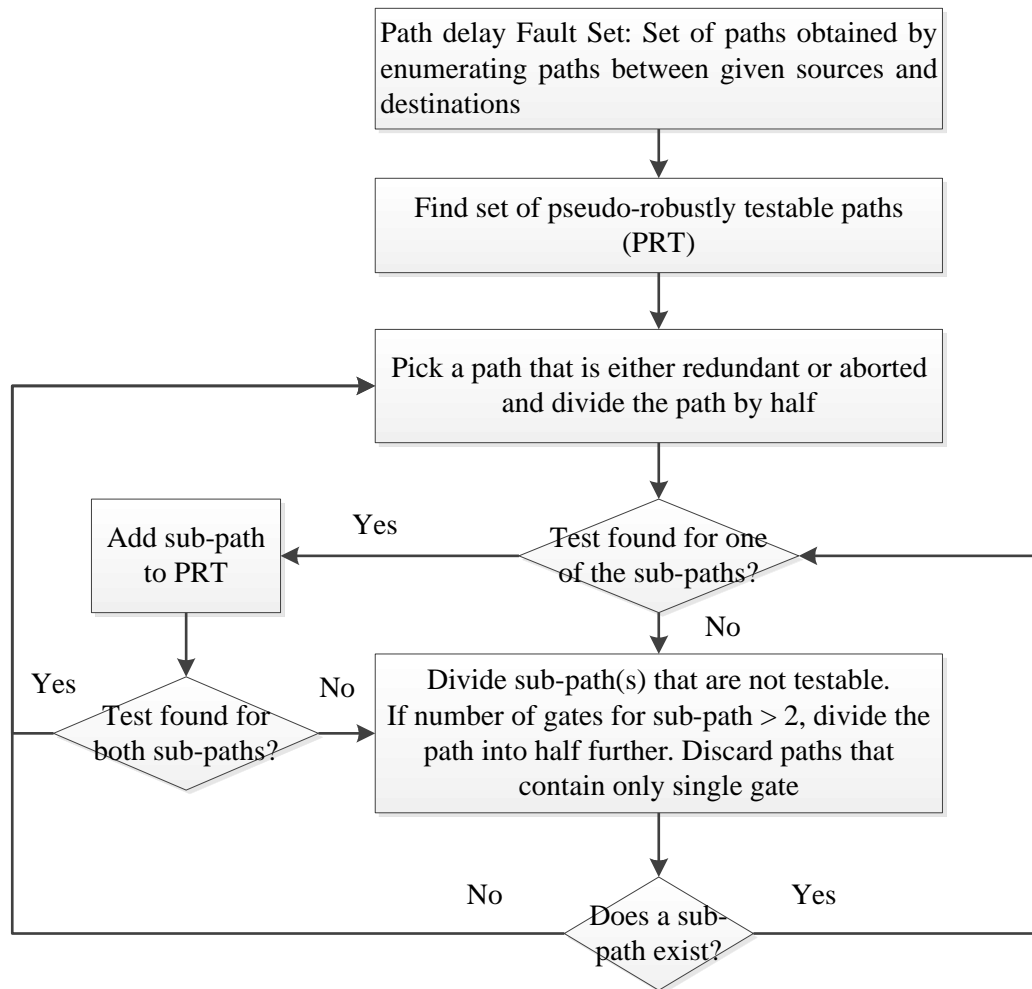 Path delay Fault Set: Set of paths obtained by
enumerating paths between given sources and
destinations
Find set of pseudo-robustly testable paths
(PRT)
Pick a path that is either redundant or aborted
and divide the path by half
Yes
Add sub-path
to PRT
Test found for one
of the sub-paths?
No
Yes
No
Test found for
both sub-paths?
Divide sub-path(s) that are not testable.
If number of gates for sub-path > 2, divide the
path into half further. Discard paths that
contain only single gate
No
Yes
Does a sub-
path exist?